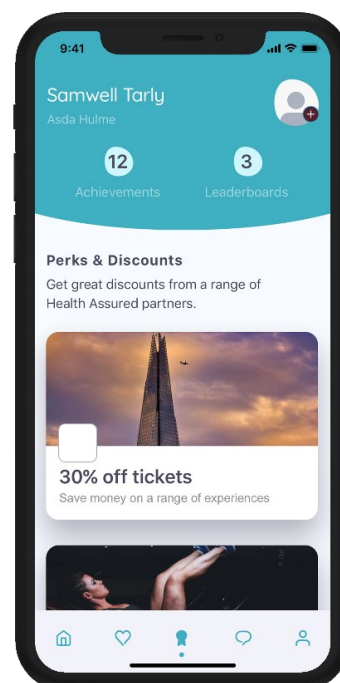 9:41
Samwell Tarly
Asda Hulme
12
3
Achievements
Leaderboards
Perks & Discounts
Get great discounts from a range of
Health Assured partners.
30% off tickets
Save money on a range of experiences